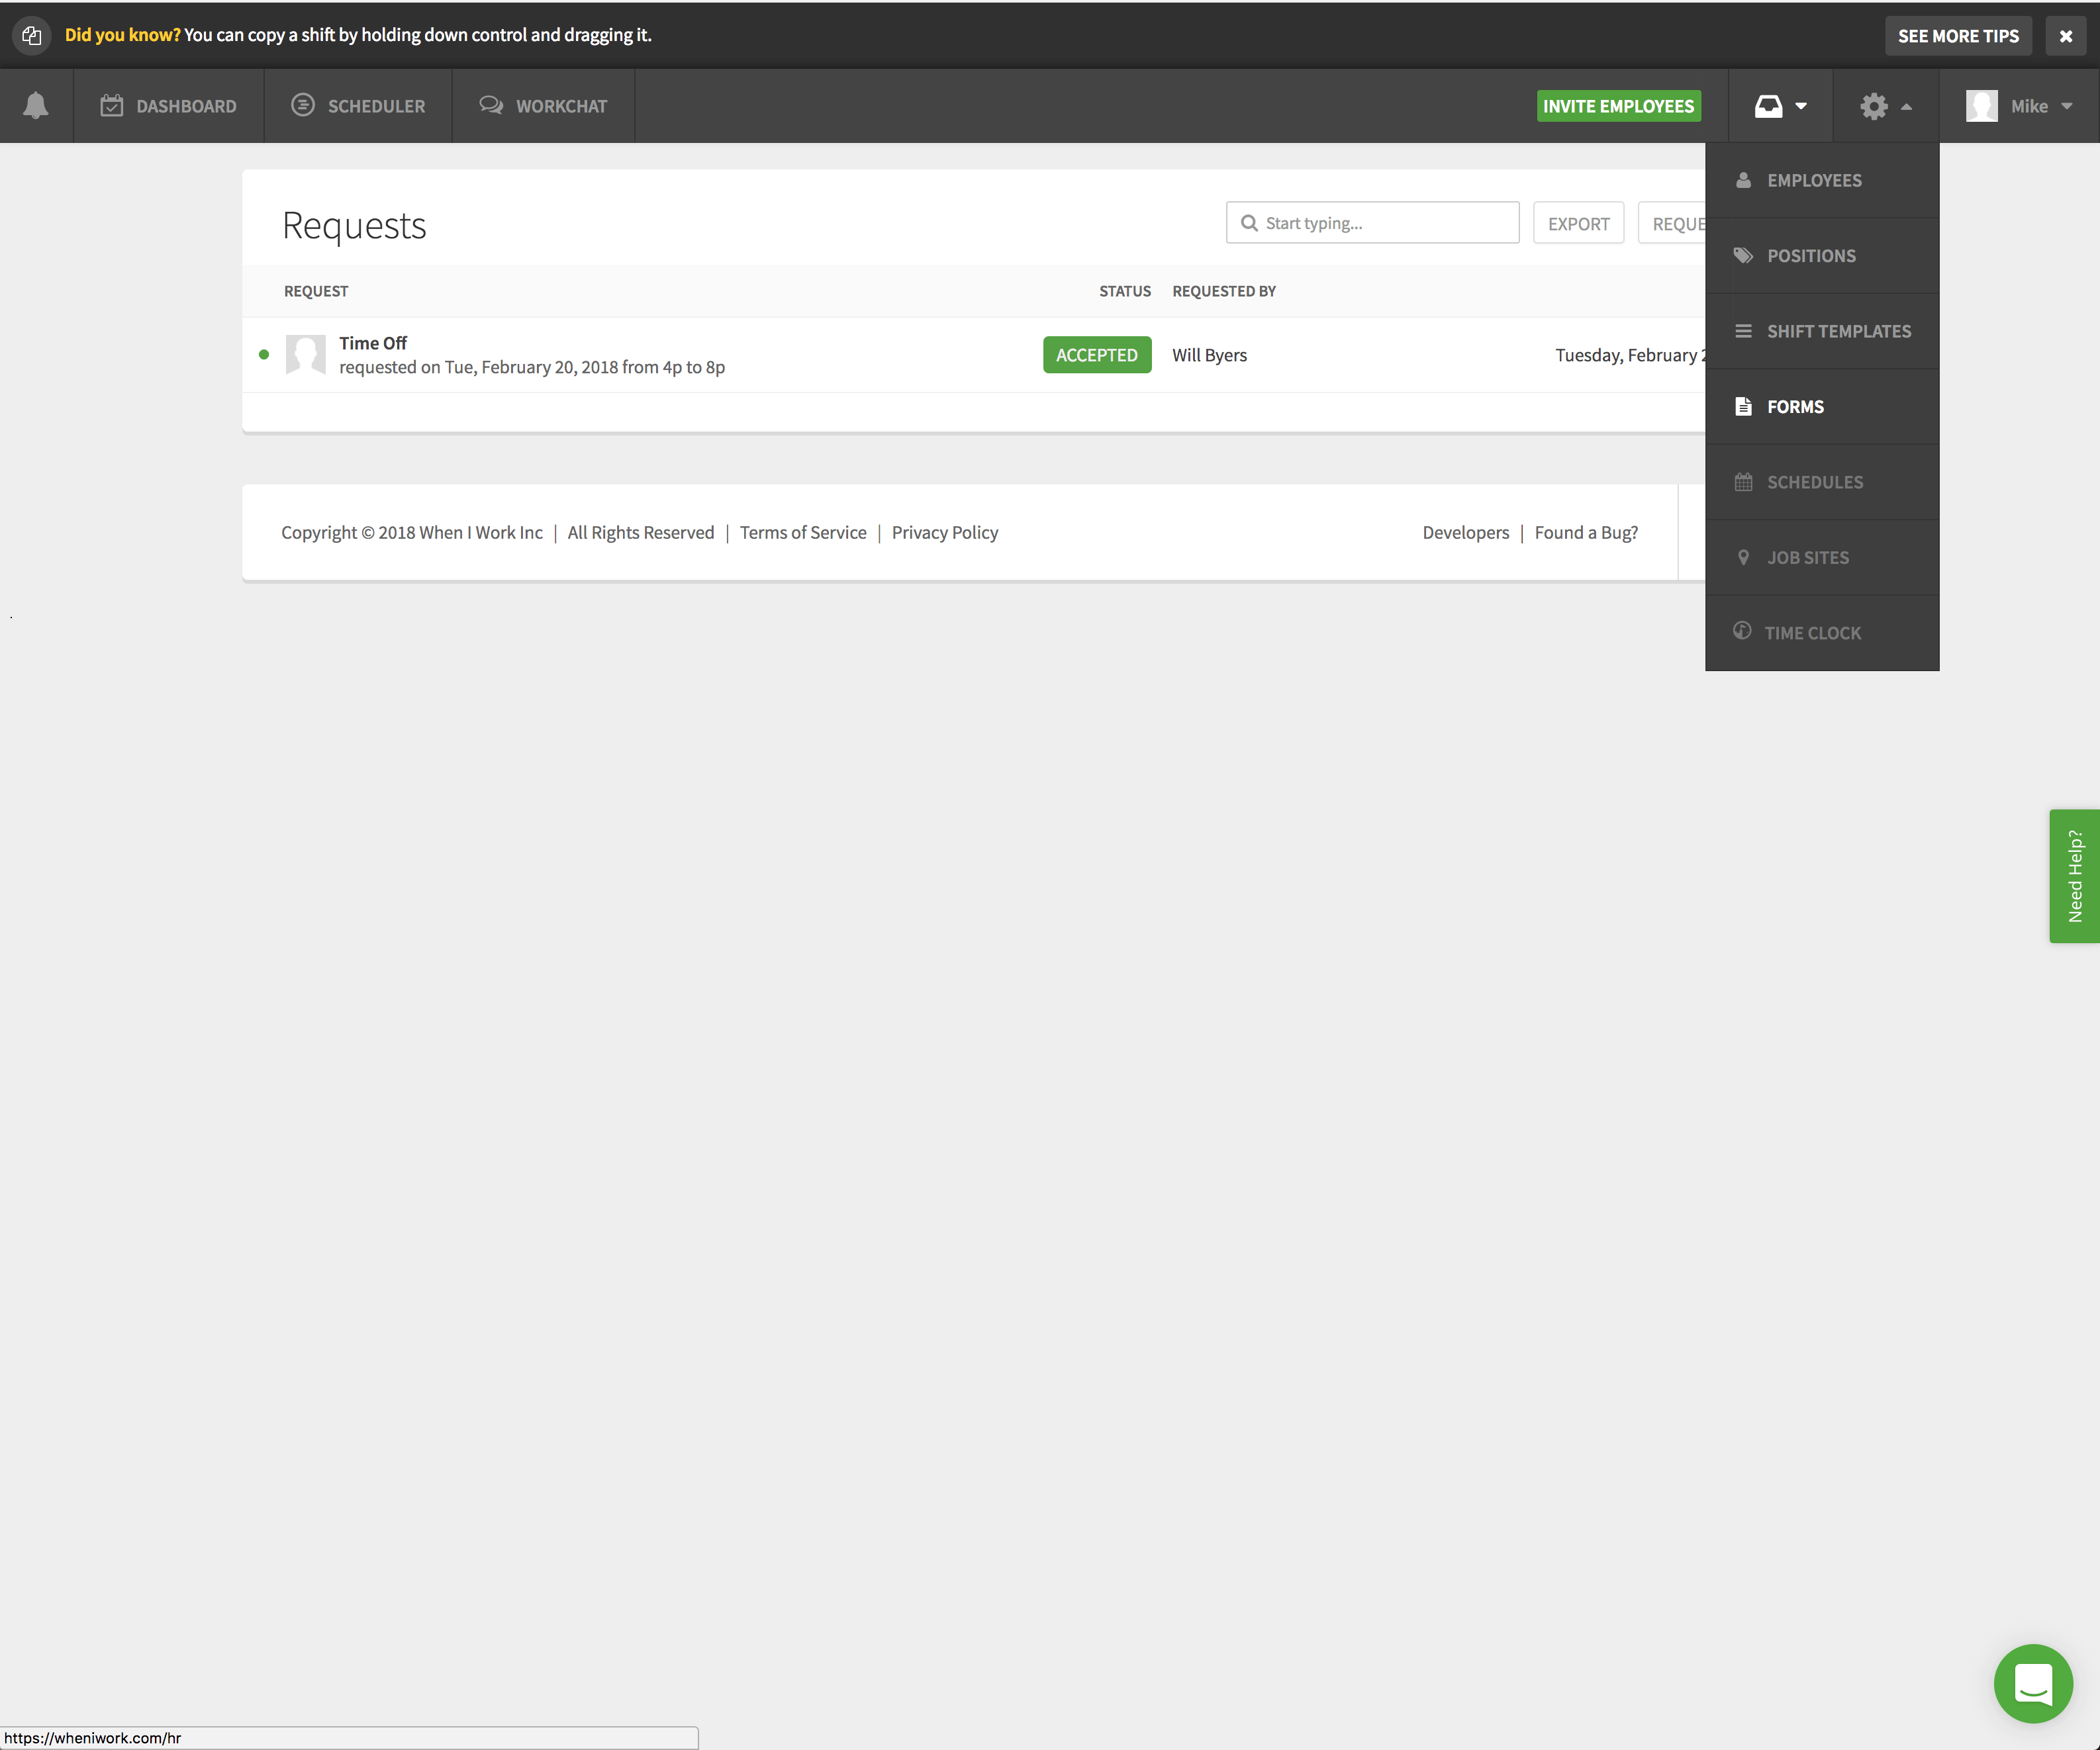 Did you know? You can copy a shift by holding down control and dragging it.
SEE MORE TIPS
DASHBOARD
SCHEDULER
WORKCHAT
INVITE EMPLOYEES
Mike
EMPLOYEES
POSITIONS
SHIFT TEMPLATES
FORMS
SCHEDULES
JOB SITES
TIME CLOCK
Requests
Start typing...
EXPORT
REQUE
REQUEST STATUS REQUESTED BY
Time Off
requested on Tue, February 20, 2018 from 4p to 8p
ACCEPTED
Will Byers
Tuesday, February 2
Copyright © 2018 When I Work Inc | All Rights Reserved | Terms of Service | Privacy Policy
Developers | Found a Bug?
Need Help?
https://wheniwork.com/hr